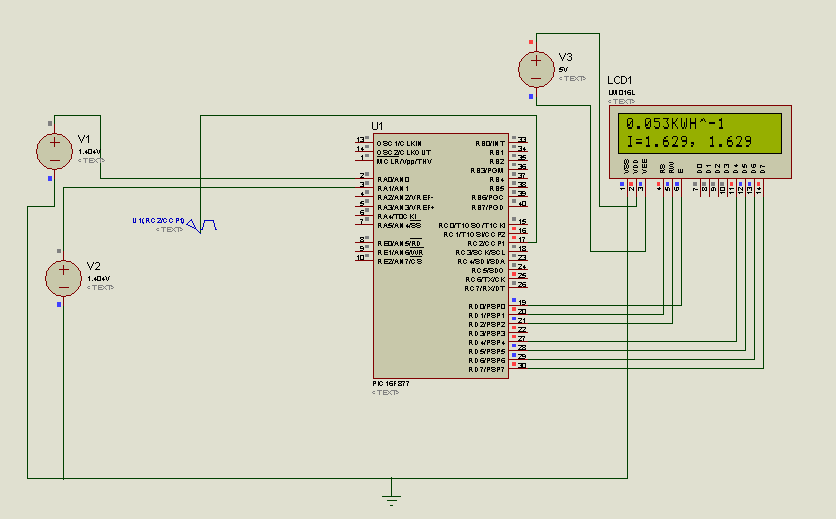 V3
5V
<TEXT>
LCD1
LM016L
<TEXT>
0.053KWH^-1
I=1.629, 1.629
VSS
VDD
VEE
RS
RW
E
D0
D1
D2
D3
D4
D5
D6
D7
1
2
3
4
5
6
7
8
9
10
11
12
13
14
V1
1.404V
<TEXT>
V2
1.404V
<TEXT>
U1(RC2/CCP1)
<TEXT>
U1
13 OSC1/CLKIN
14 OSC2/CLKOUT
1 MCLR/Vpp/THV
2 RA0/AN0
3 RA1/AN1
4 RA2/AN2/VREF-
5 RA3/AN3/VREF+
6 RA4/T0CKI
7 RA5/AN4/SS
8 RE0/AN5/RD
9 RE1/AN6/WR
10 RE2/AN7/CS
RB0/INT 33
RB1 34
RB2 35
RB3/PGM 36
RB4 37
RB5 38
RB6/PGC 39
RB7/PGD 40
RC0/T1OSO/T1CKI 15
RC1/T1OSI/CCP2 16
RC2/CCP1 17
RC3/SCK/SCL 18
RC4/SDI/SDA 23
RC5/SDO 24
RC6/TX/CK 25
RC7/RX/DT 26
RD0/PSP0 19
RD1/PSP1 20
RD2/PSP2 21
RD3/PSP3 22
RD4/PSP4 27
RD5/PSP5 28
RD6/PSP6 29
RD7/PSP7 30
PIC16F877
<TEXT>